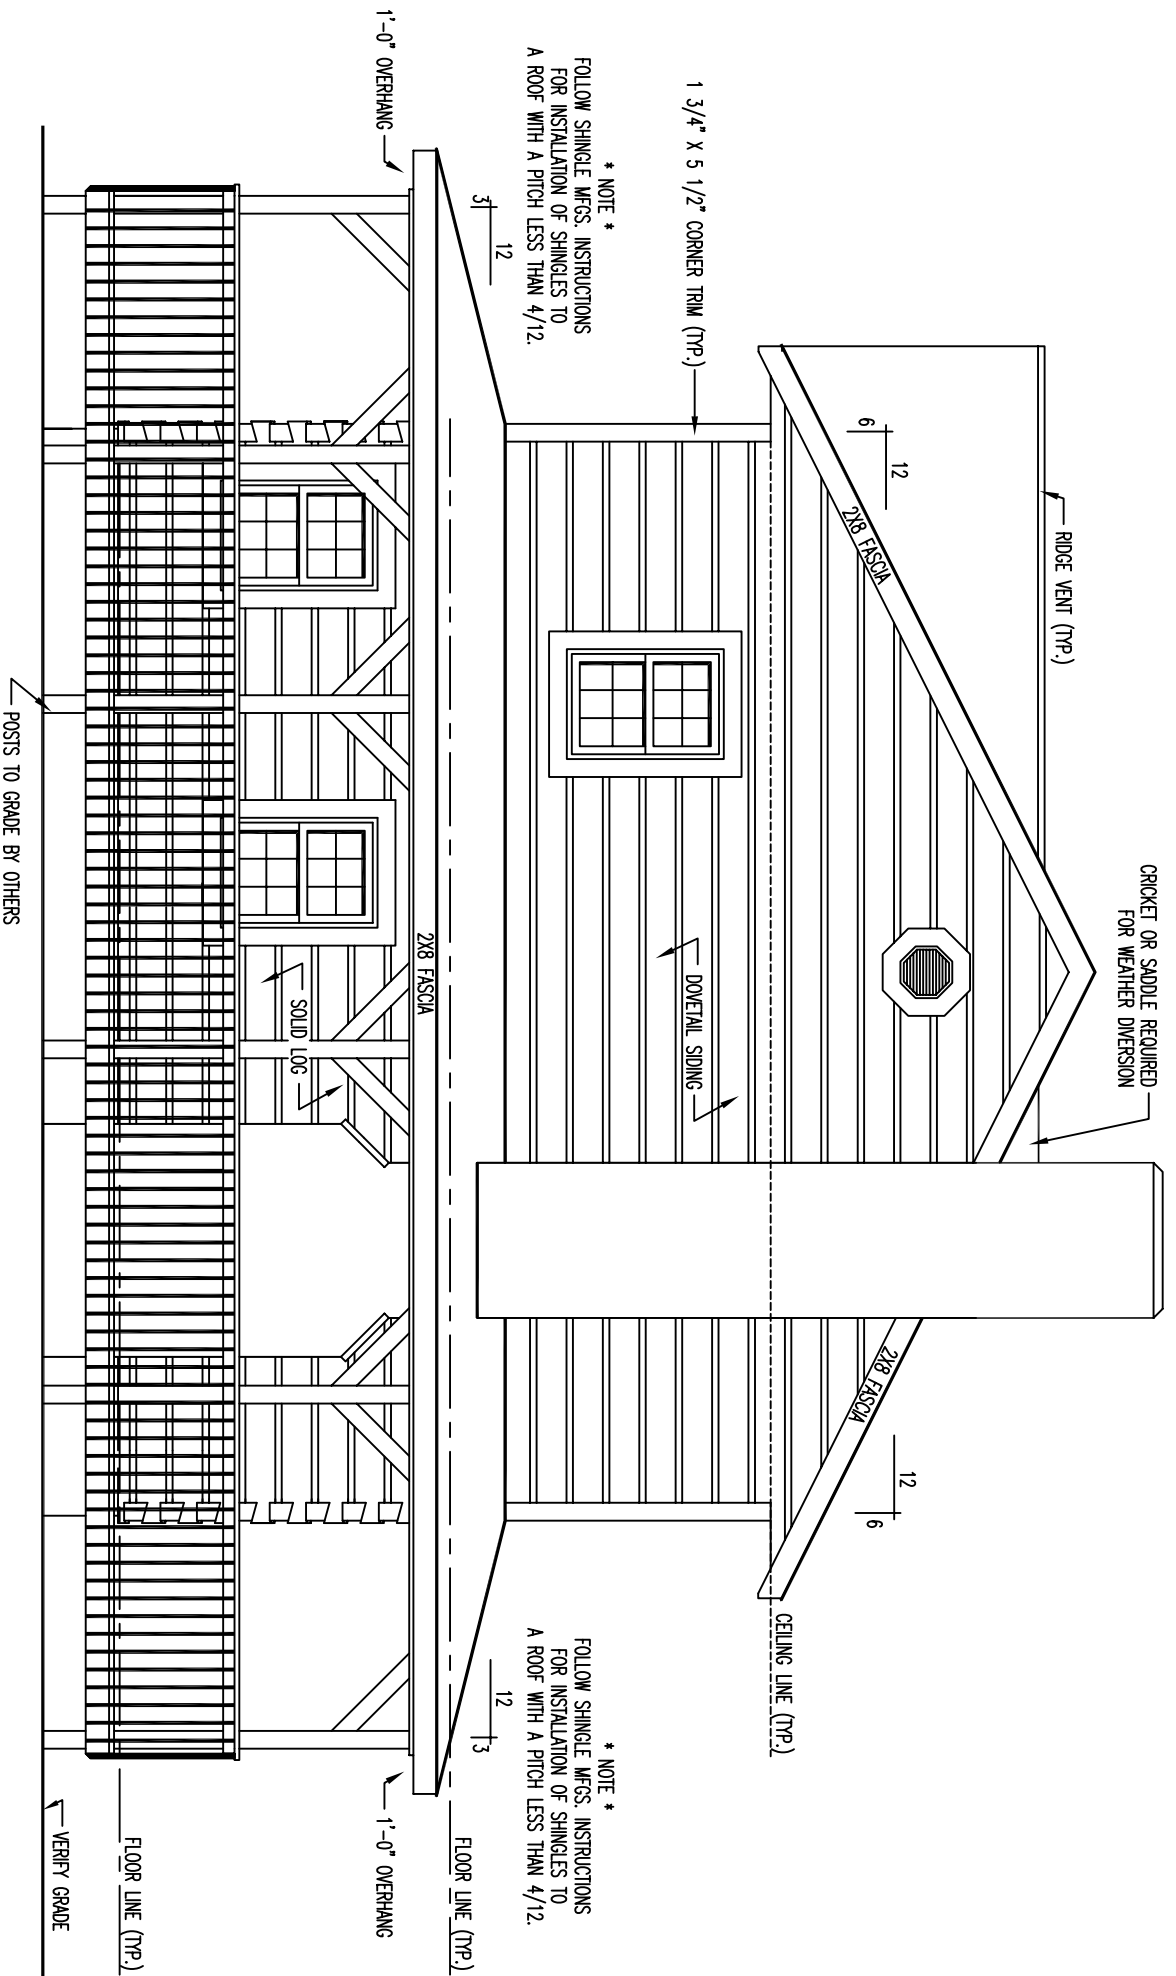 CRICKET OR SADDLE REQUIRED
FOR WEATHER DIVERSION
RIDGE VENT (TYP.)
12
6
2X8 FASCIA
2X8 FASCIA
12
6
CEILING LINE (TYP.)
1 3/4" X 5 1/2" CORNER TRIM (TYP.)
DOVETAIL SIDING
* NOTE *
FOLLOW SHINGLE MFGS. INSTRUCTIONS
FOR INSTALLATION OF SHINGLES TO
A ROOF WITH A PITCH LESS THAN 4/12.
* NOTE *
FOLLOW SHINGLE MFGS. INSTRUCTIONS
FOR INSTALLATION OF SHINGLES TO
A ROOF WITH A PITCH LESS THAN 4/12.
12
3
12
3
FLOOR LINE (TYP.)
2X8 FASCIA
1'-0" OVERHANG
1'-0" OVERHANG
SOLID LOG
FLOOR LINE (TYP.)
VERIFY GRADE
POSTS TO GRADE BY OTHERS